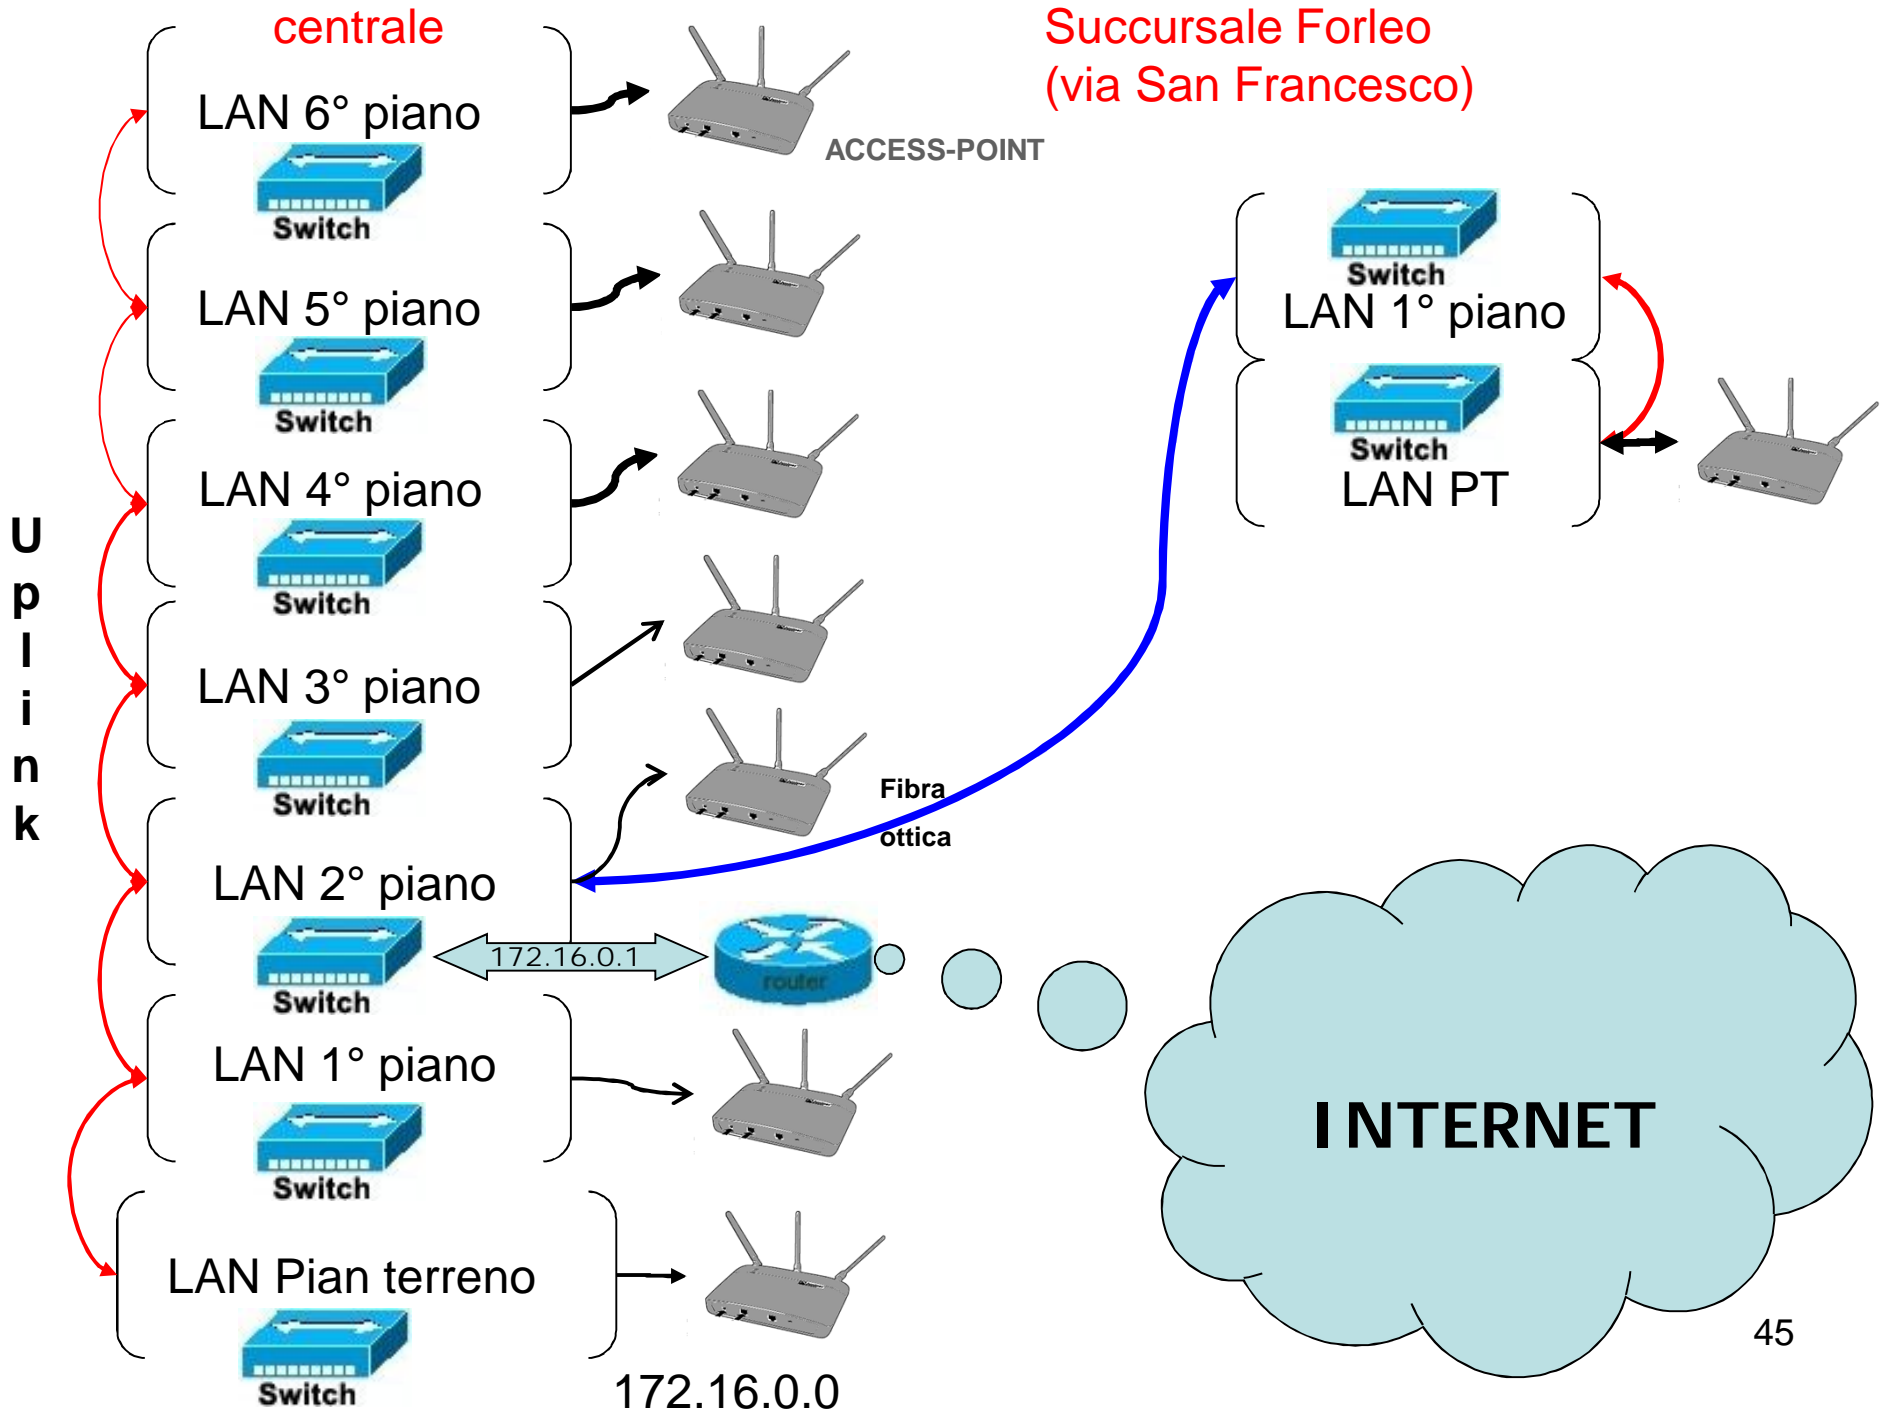 centrale
Succursale Forleo
(via San Francesco)
LAN 6° piano
ACCESS-POINT
Switch
Switch
LAN 5° piano
LAN 1° piano
Switch
Switch
LAN 4° piano
LAN PT
Uplink
Switch
LAN 3° piano
Switch
Fibra
ottica
LAN 2° piano
172.16.0.1
router
Switch
LAN 1° piano
INTERNET
Switch
LAN Pian terreno
Switch
172.16.0.0
45